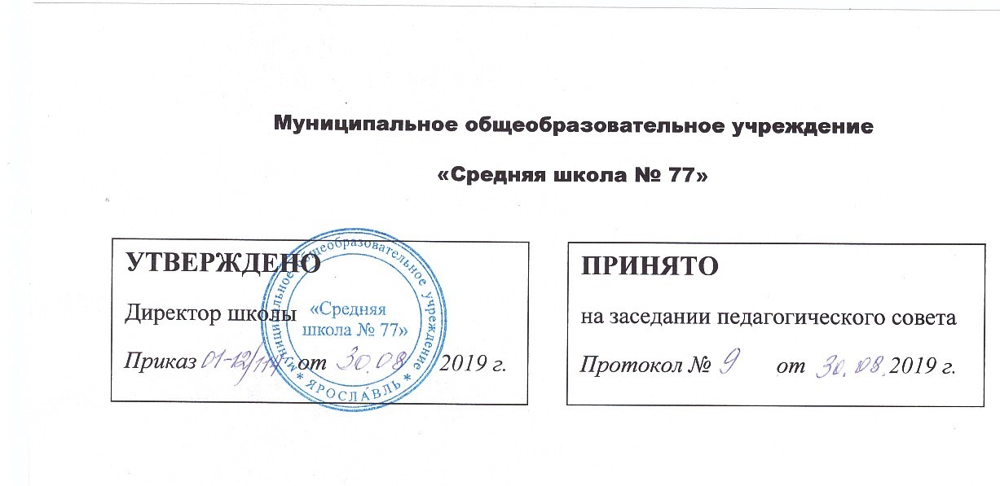 Муниципальное общеобразовательное учреждение
«Средняя школа № 77»
УТВЕРЖДЕНО
Директор школы
Приказ 01-12/114 от 30.08 2019 г.
муниципальное общеобразовательное учреждение
* ЯРОСЛАВЛЬ *
«Средняя
школа № 77»
ПРИНЯТО
на заседании педагогического совета
Протокол № 9 от 30.08.2019 г.